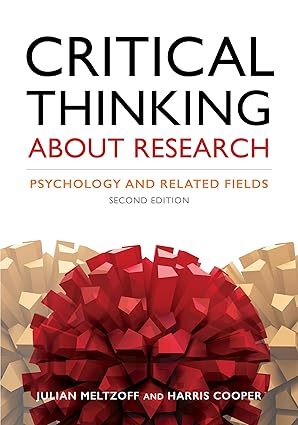 CRITICAL
THINKING
ABOUT RESEARCH
PSYCHOLOGY AND RELATED FIELDS
SECOND EDITION
JULIAN MELTZOFF AND HARRIS COOPER